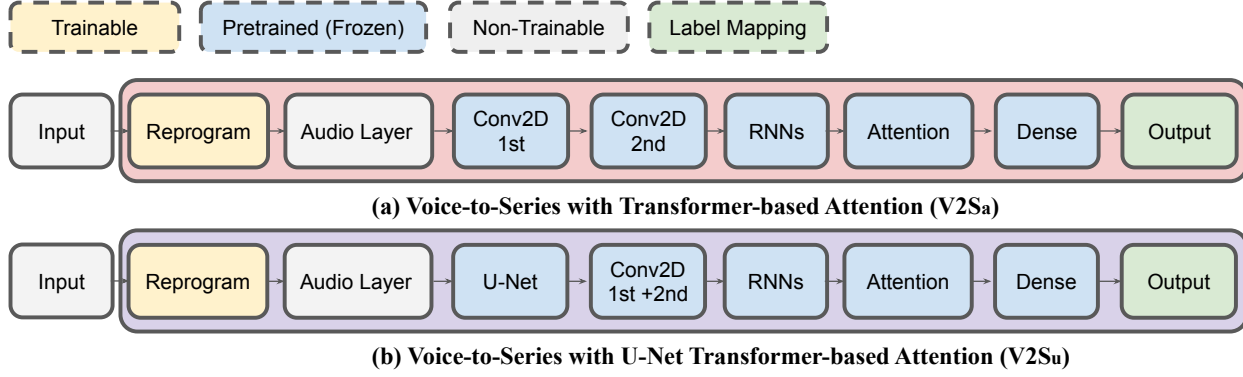 Trainable
Pretrained (Frozen)
Non-Trainable
Label Mapping
Input
Reprogram
Audio Layer
Conv2D
1st
Conv2D
2nd
RNNs
Attention
Dense
Output
(a) Voice-to-Series with Transformer-based Attention (V2Sa)
Input
Reprogram
Audio Layer
U-Net
Conv2D
1st +2nd
RNNs
Attention
Dense
Output
(b) Voice-to-Series with U-Net Transformer-based Attention (V2Su)